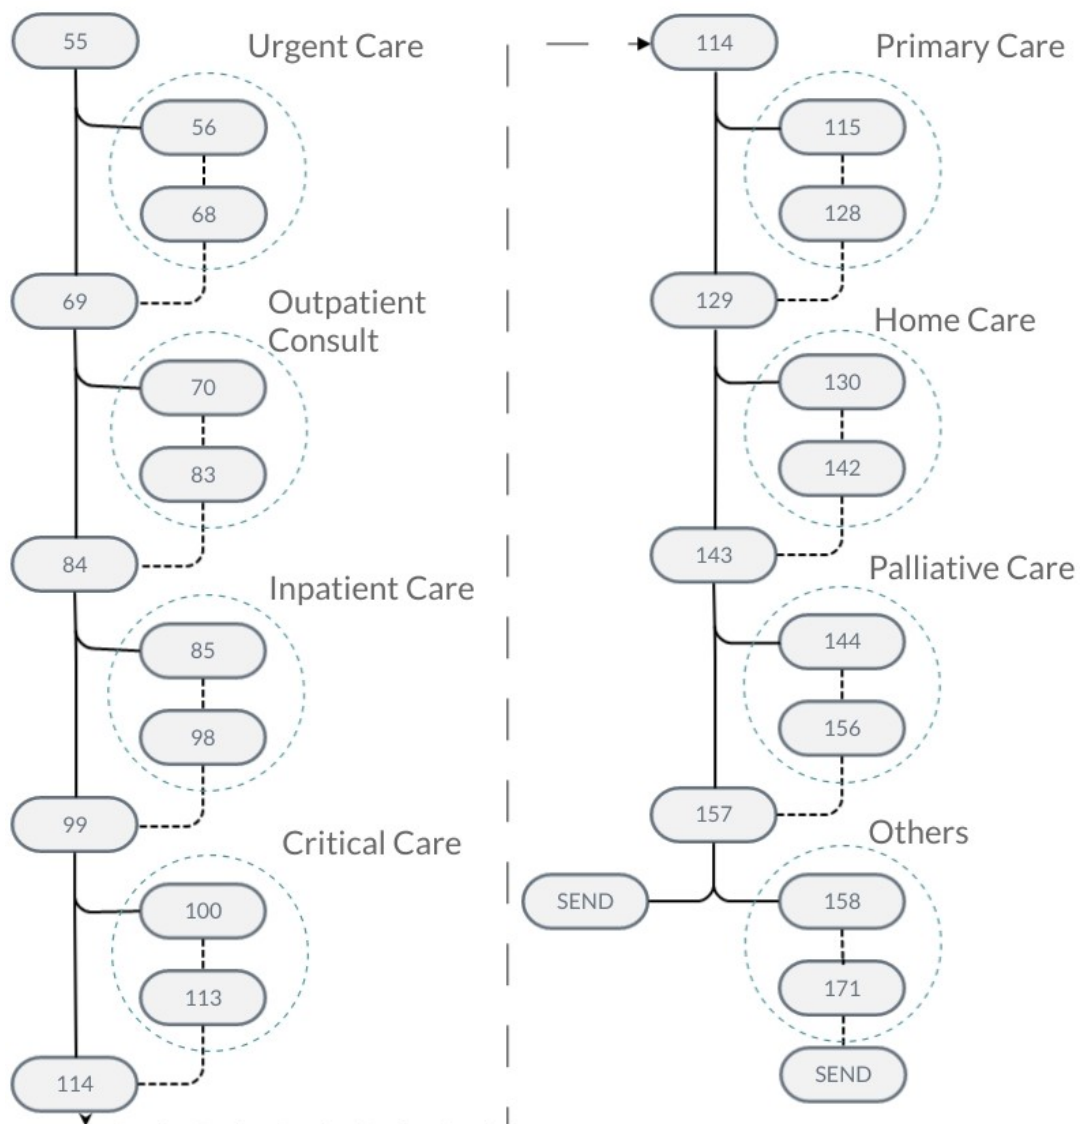 55
Urgent Care
56
68
69
Outpatient
Consult
70
83
84
Inpatient Care
85
98
99
Critical Care
100
113
114
114
Primary Care
115
128
129
Home Care
130
142
143
Palliative Care
144
156
157
Others
SEND
158
171
SEND